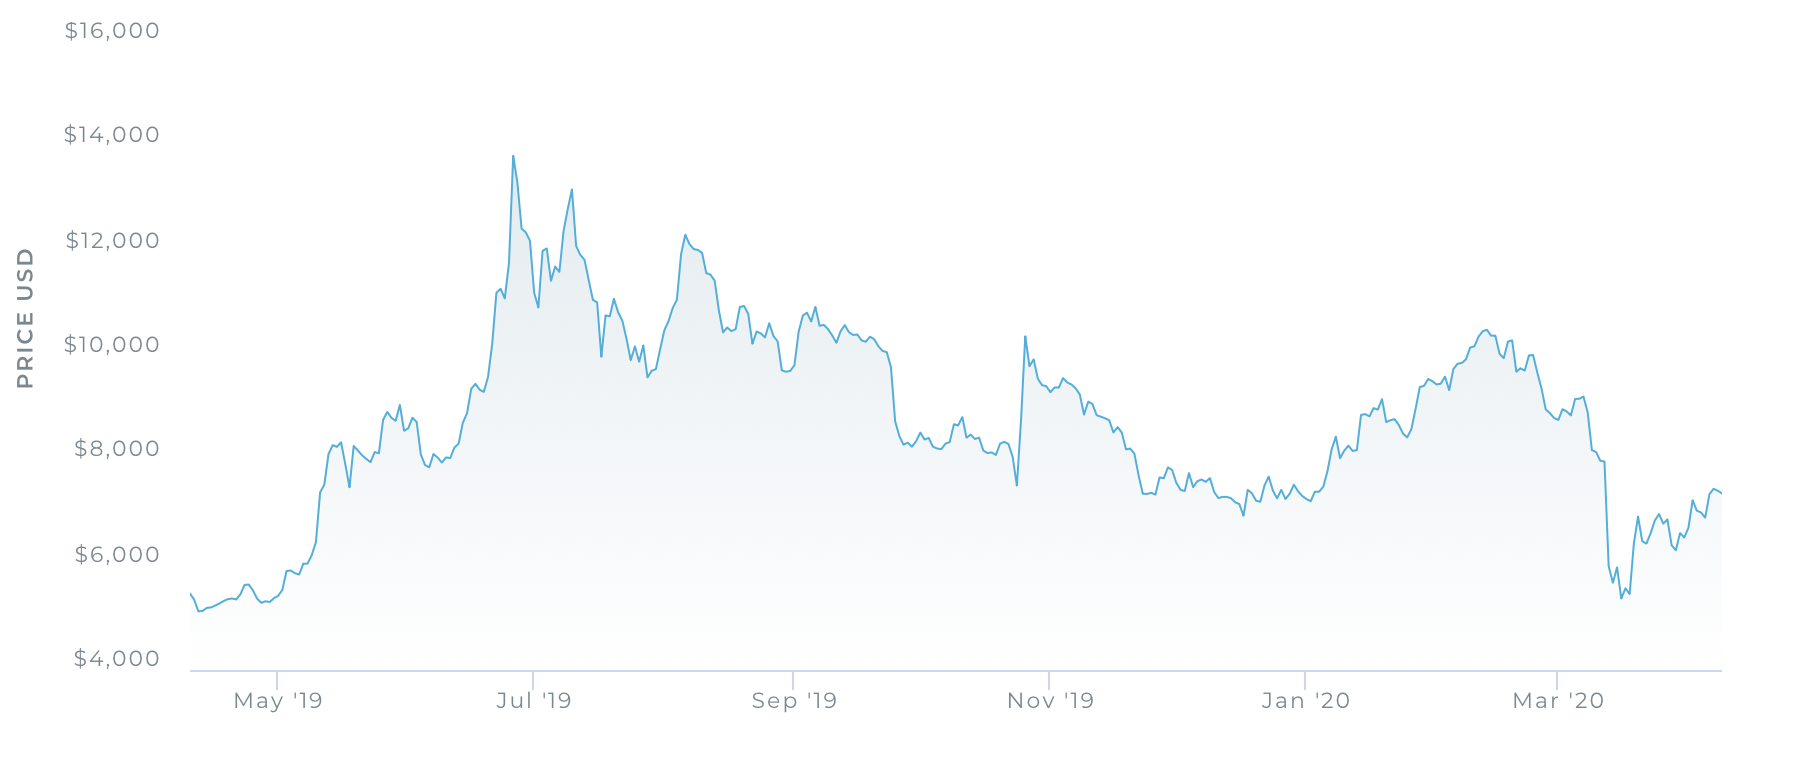 $16,000
$14,000
$12,000
$10,000
$8,000
$6,000
$4,000
PRICE USD
May '19
Jul '19
Sep '19
Nov '19
Jan '20
Mar '20